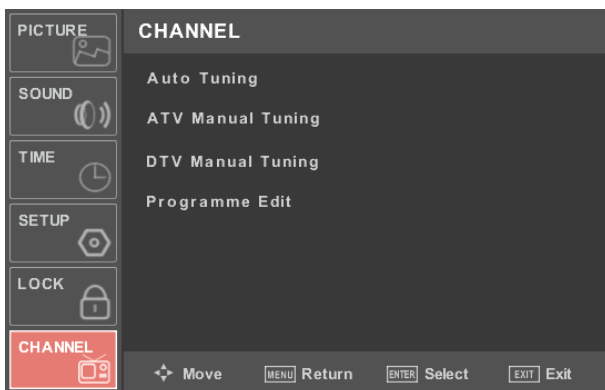 PICTURE
SOUND
TIME
SETUP
LOCK
CHANNEL
CHANNEL
Auto Tuning
ATV Manual Tuning
DTV Manual Tuning
Programme Edit
Move MENU Return ENTER Select EXIT Exit